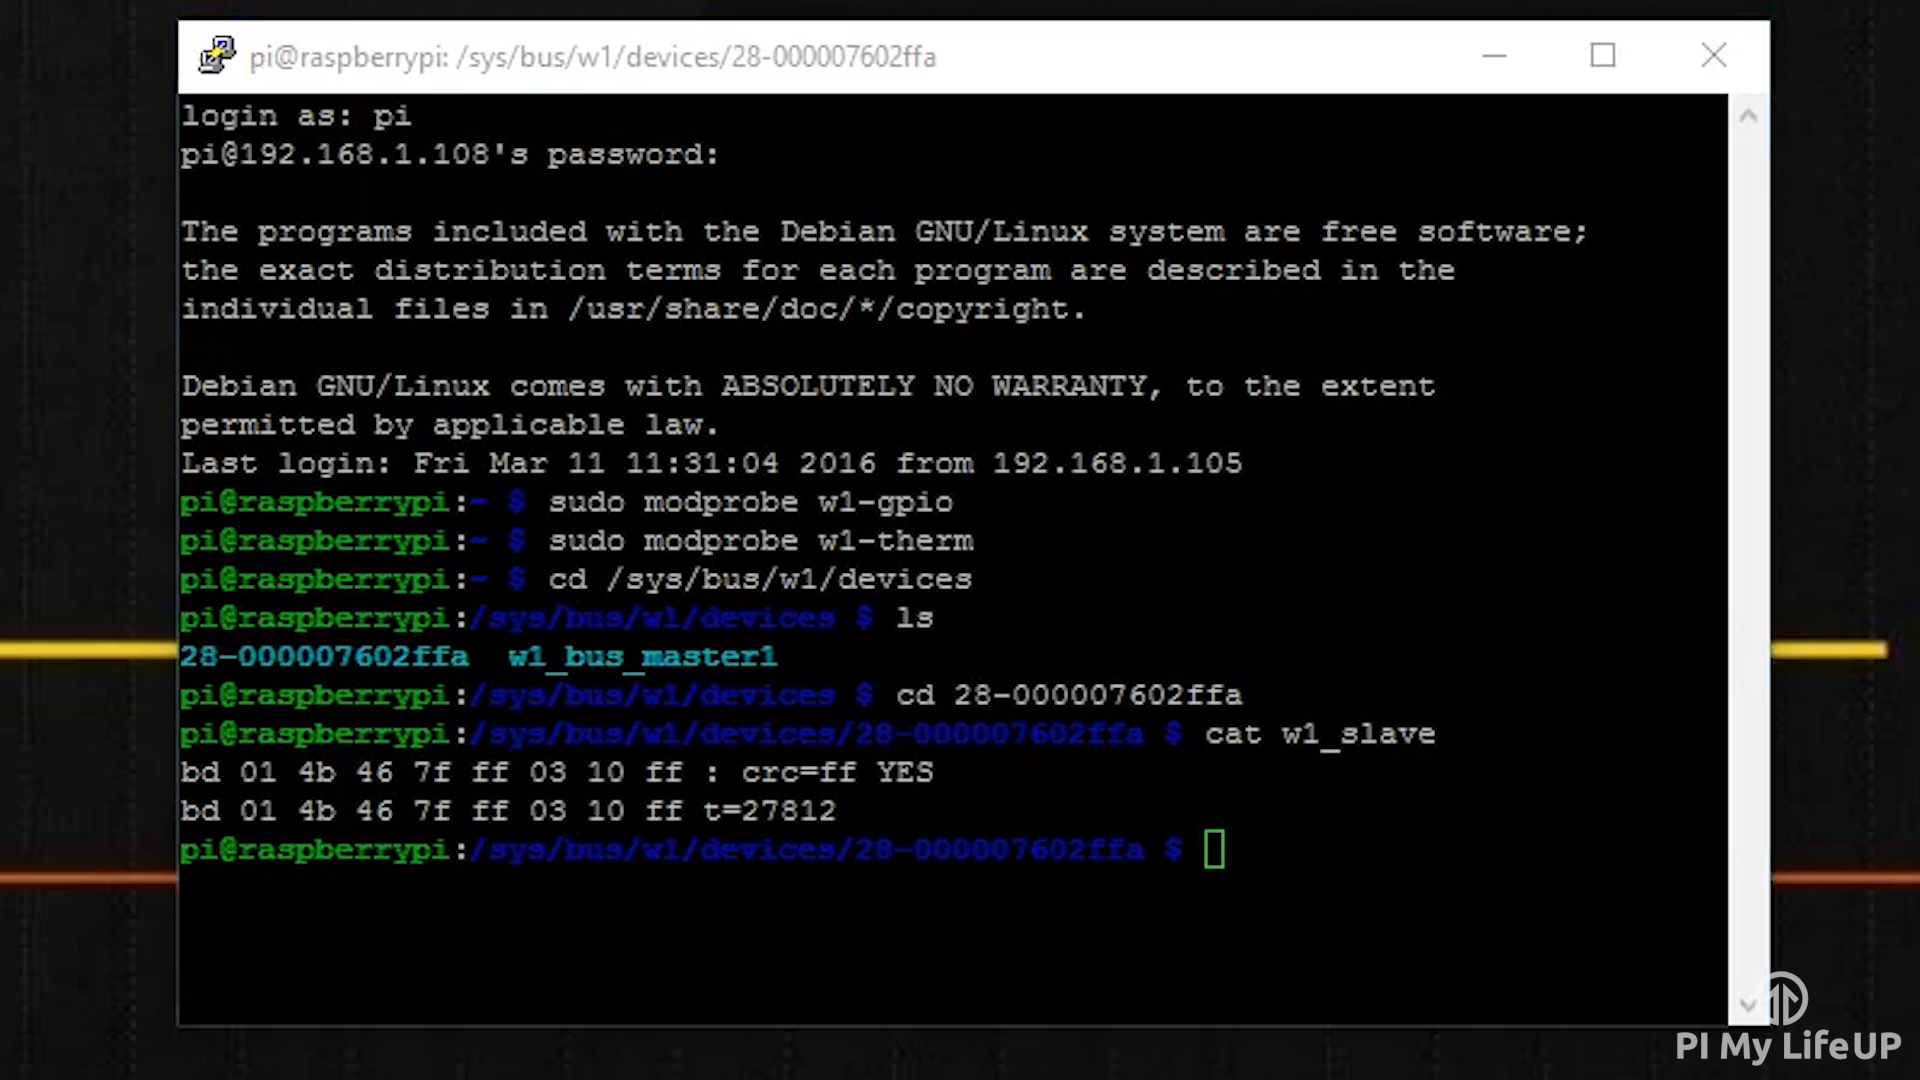 pi@raspberrypi: /sys/bus/w1/devices/28-000007602ffa
login as: pi
pi@192.168.1.108's password:
The programs included with the Debian GNU/Linux system are free software;
the exact distribution terms for each program are described in the
individual files in /usr/share/doc/*/copyright.
Debian GNU/Linux comes with ABSOLUTELY NO WARRANTY, to the extent
permitted by applicable law.
Last login: Fri Mar 11 11:31:04 2016 from 192.168.1.105
pi@raspberrypi:~ $ sudo modprobe w1-gpio
pi@raspberrypi:~ $ sudo modprobe w1-therm
pi@raspberrypi:~ $ cd /sys/bus/w1/devices
pi@raspberrypi:/sys/bus/w1/devices $ ls
28-000007602ffa  w1_bus_master1
pi@raspberrypi:/sys/bus/w1/devices $ cd 28-000007602ffa
pi@raspberrypi:/sys/bus/w1/devices/28-000007602ffa $ cat w1_slave
bd 01 4b 46 7f ff 03 10 ff : crc=ff YES
bd 01 4b 46 7f ff 03 10 ff t=27812
pi@raspberrypi:/sys/bus/w1/devices/28-000007602ffa $
PI My LifeUP